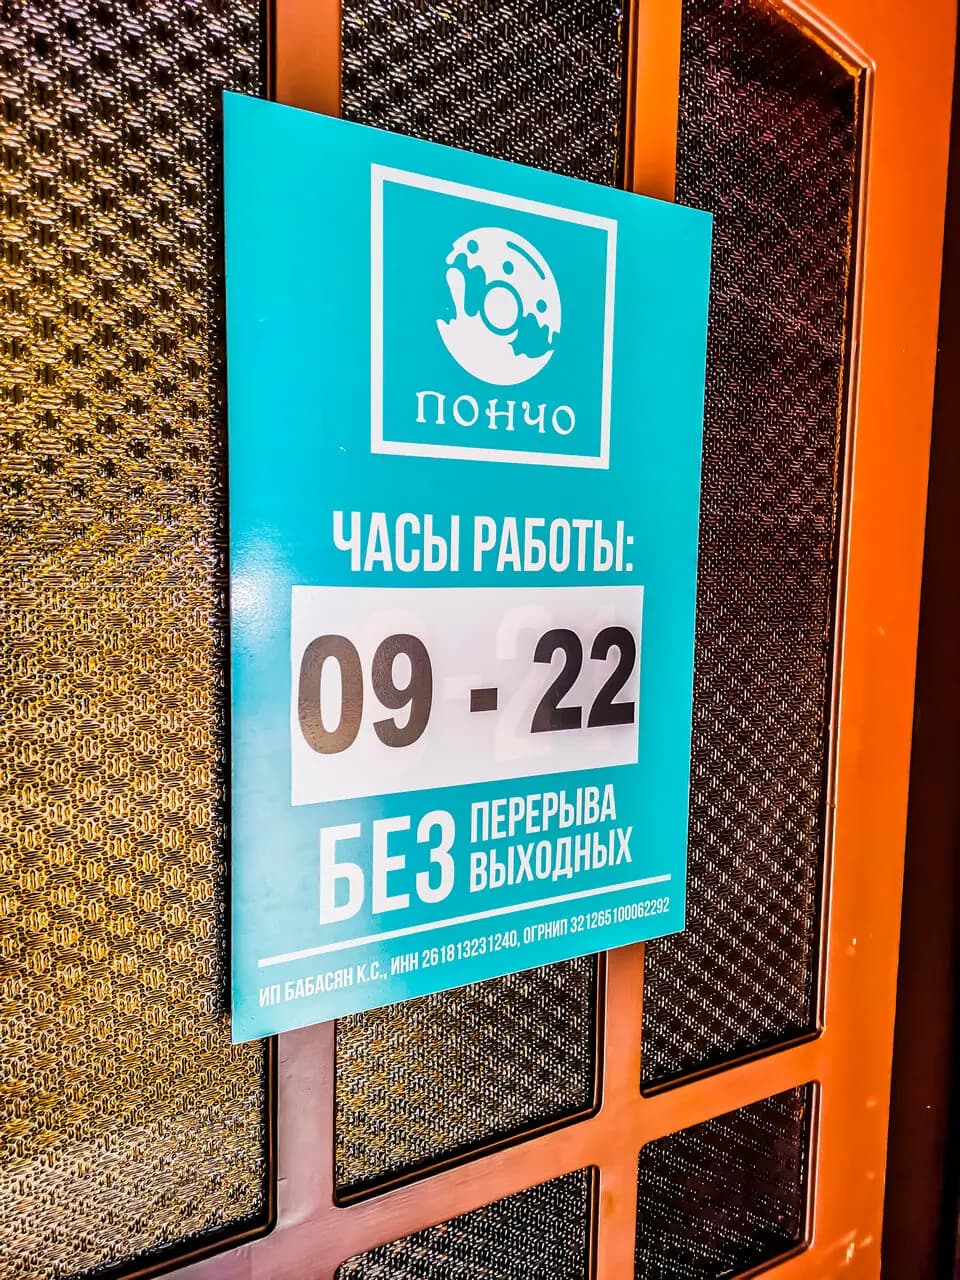 ПОНЧО
ЧАСЫ РАБОТЫ:
09 - 22
БЕЗ ПЕРЕРЫВА
ВЫХОДНЫХ
ИП БАБАСЯН К.С., ИНН 261813231240, ОГРНИП 321265100062292